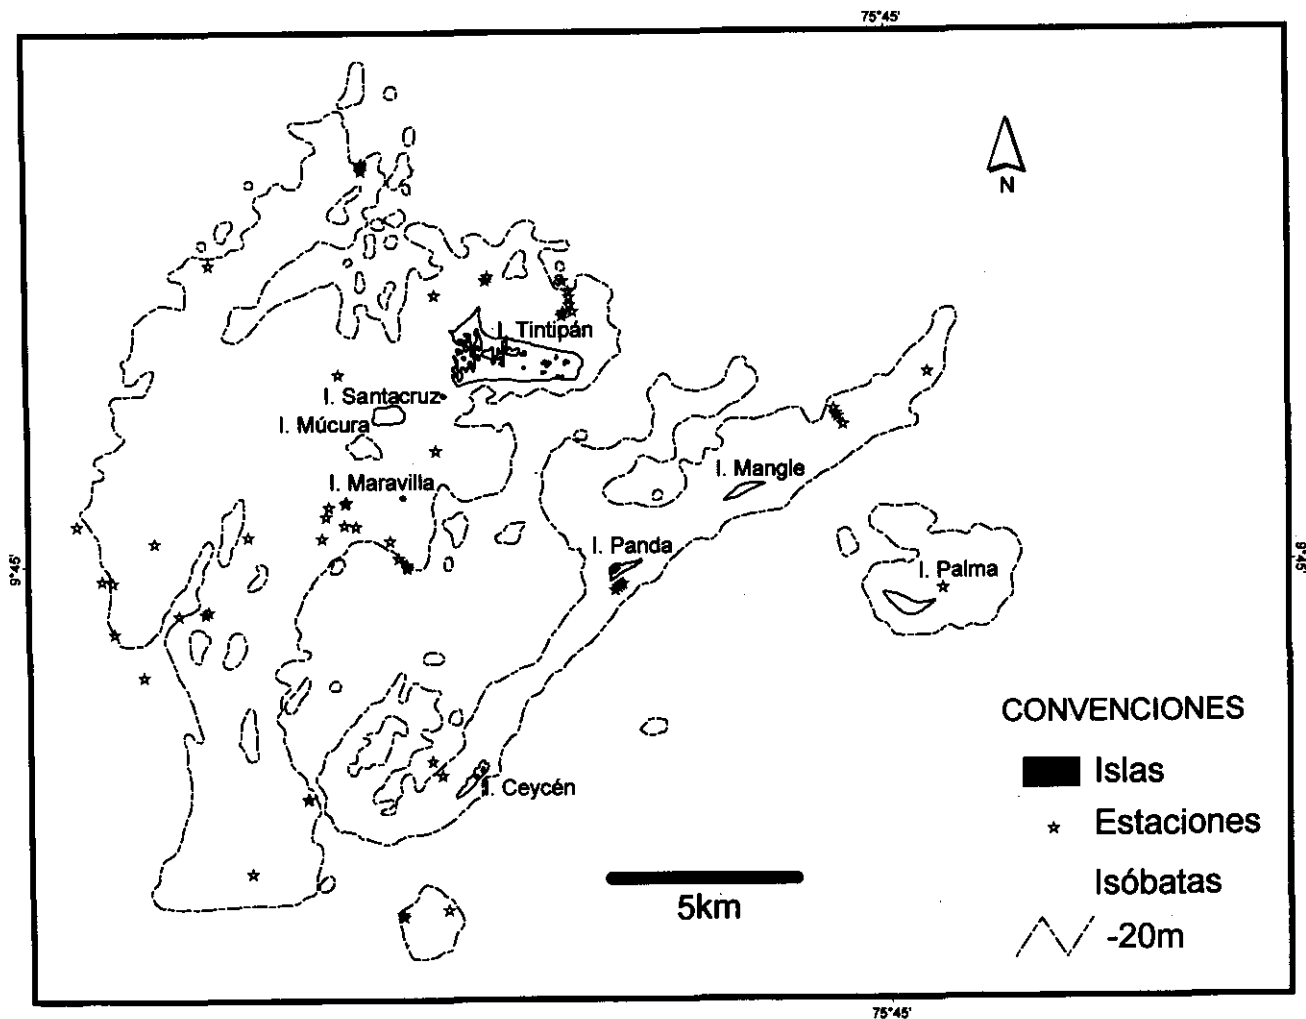 75°45'
N
I. Tintipán
I. Santacruz
I. Múcura
I. Maravilla
I. Mangle
I. Panda
I. Palma
9°45'
9°45'
I. Ceycén
CONVENCIONES
Islas
Estaciones
Isóbatas
-20m
5km
75°45'